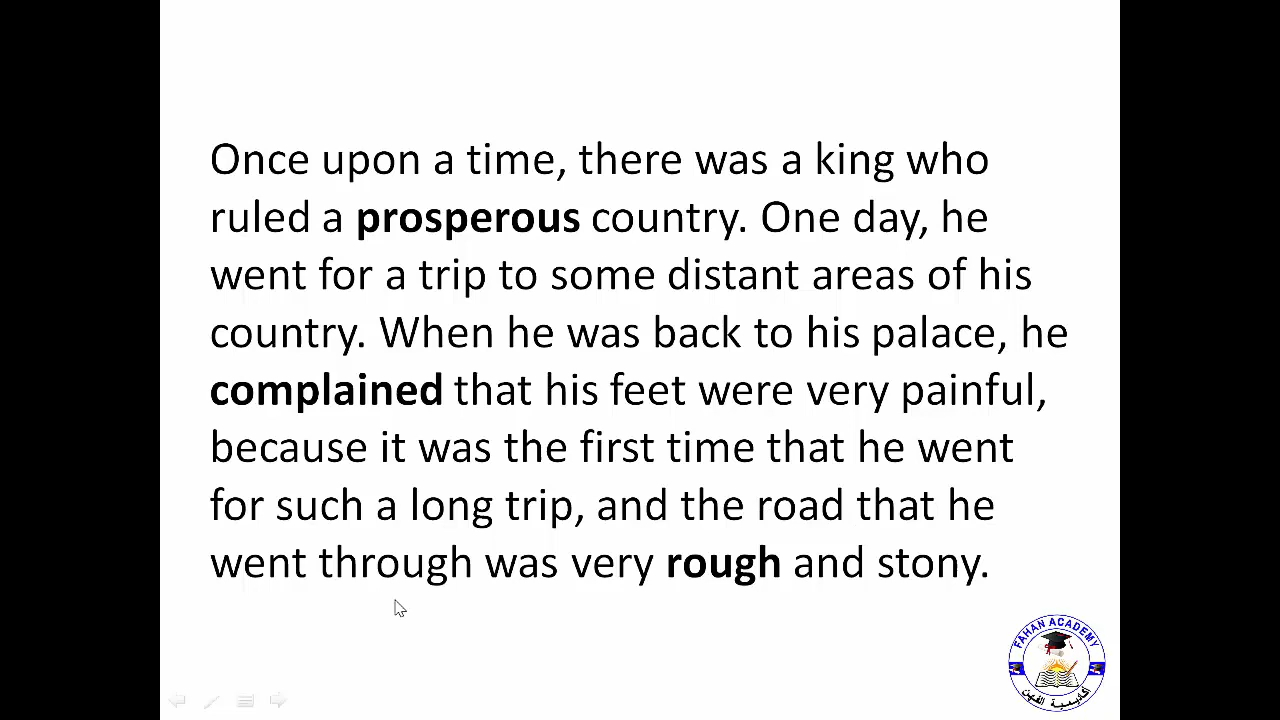 Once upon a time, there was a king who
ruled a prosperous country. One day, he
went for a trip to some distant areas of his
country. When he was back to his palace, he
complained that his feet were very painful,
because it was the first time that he went
for such a long trip, and the road that he
went through was very rough and stony.
FAHAN ACADEMY
أكاديمية الفهن